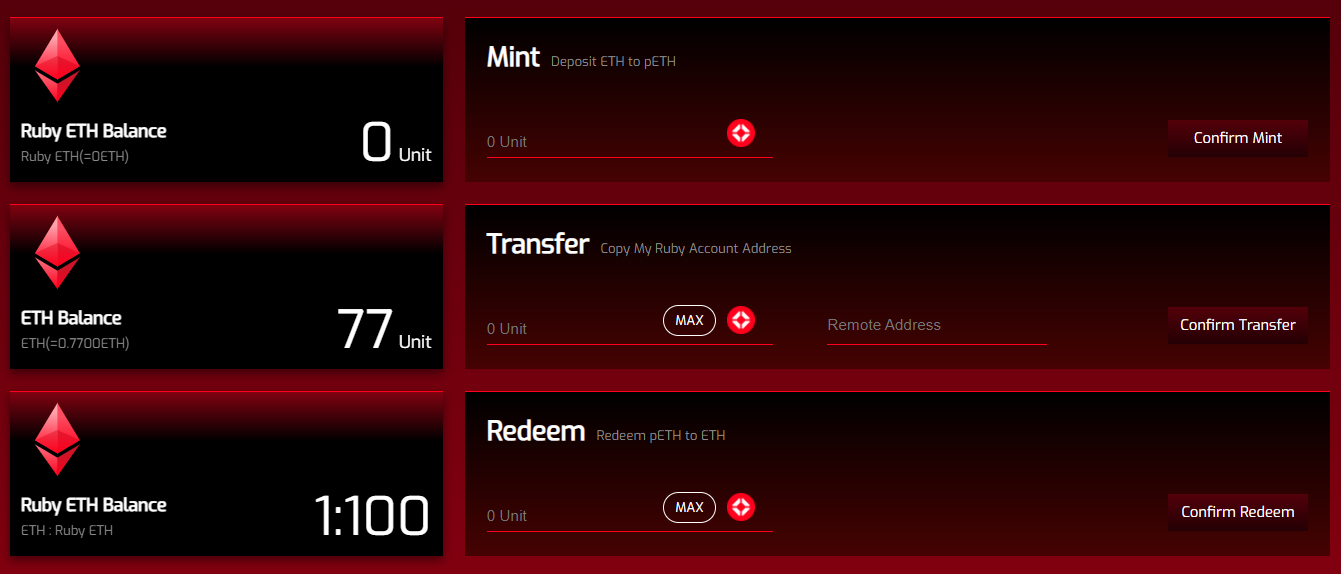 Ruby ETH Balance
Ruby ETH(=0ETH)
0 Unit
Mint Deposit ETH to pETH
0 Unit
Confirm Mint
ETH Balance
ETH(=0.7700ETH)
77 Unit
Transfer Copy My Ruby Account Address
0 Unit MAX Remote Address
Confirm Transfer
Ruby ETH Balance
ETH : Ruby ETH
1:100
Redeem Redeem pETH to ETH
0 Unit MAX
Confirm Redeem